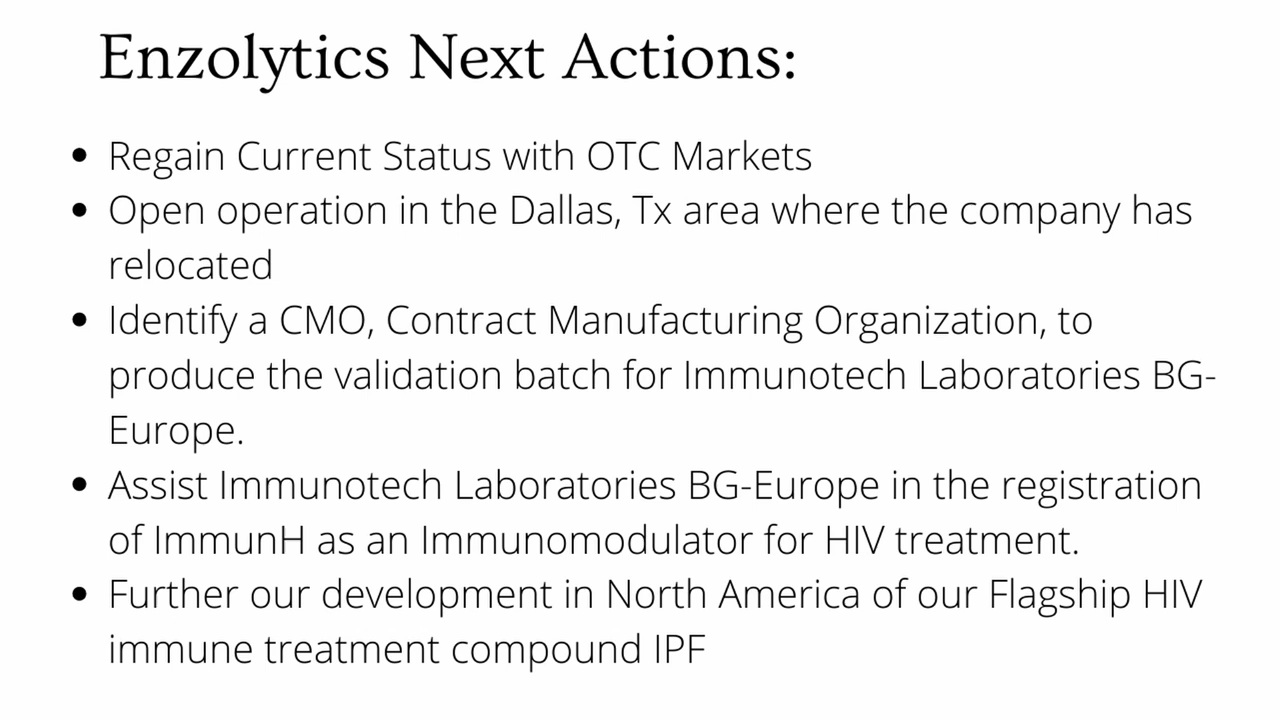 Enzolytics Next Actions:
• Regain Current Status with OTC Markets
• Open operation in the Dallas, Tx area where the company has
relocated
• Identify a CMO, Contract Manufacturing Organization, to
produce the validation batch for Immunotech Laboratories BG-
Europe.
• Assist Immunotech Laboratories BG-Europe in the registration
of ImmunH as an Immunomodulator for HIV treatment.
• Further our development in North America of our Flagship HIV
immune treatment compound IPF